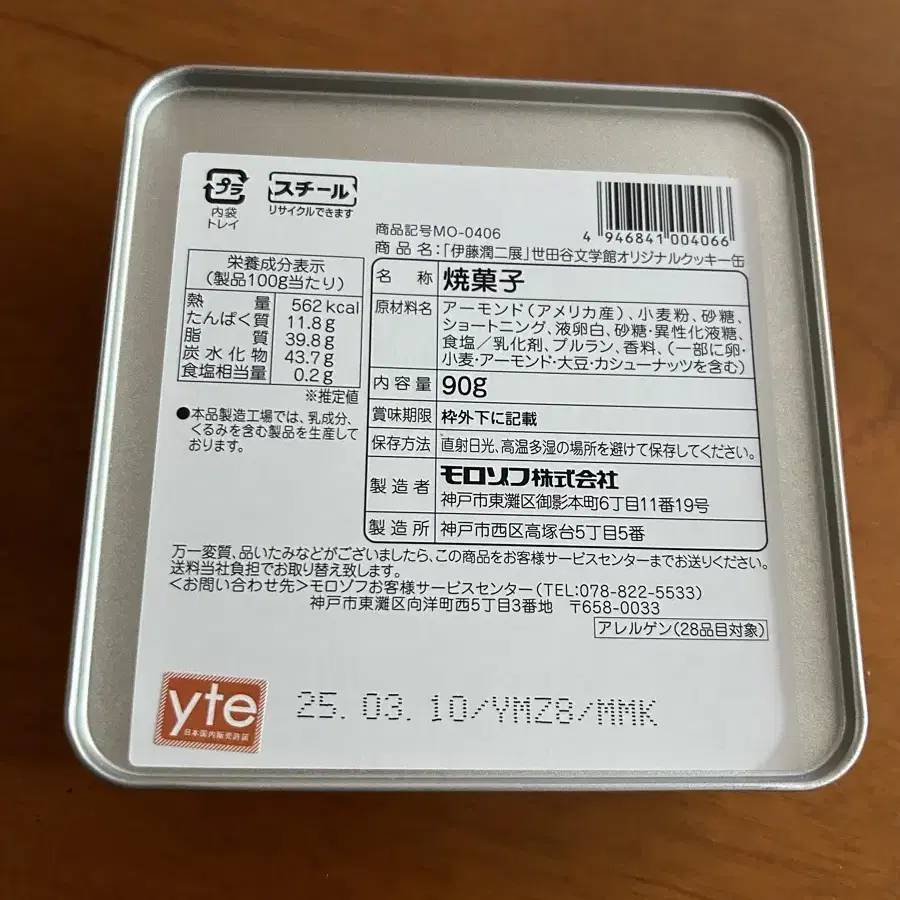 プラ
内袋
トレイ
スチール
リサイクルできます
4 946841 004066
商品記号MO-0406
商品名:「伊藤潤二展」世田谷文学館オリジナルクッキー缶
栄養成分表示
(製品100g当たり)
熱量 562kcal
たんぱく質 11.8g
脂質 39.8g
炭水化物 43.7g
食塩相当量 0.2g
※推定値
●本品製造工場では、乳成分、
くるみを含む製品を生産して
おります。
名称 焼菓子
原材料名 アーモンド(アメリカ産)、小麦粉、砂糖、
ショートニング、液卵白、砂糖・異性化液糖、
食塩/乳化剤、プルラン、香料、(一部に卵・
小麦・アーモンド・大豆・カシューナッツを含む)
内容量 90g
賞味期限 枠外下に記載
保存方法 直射日光、高温多湿の場所を避けて保存してください。
製造者 モロゾフ株式会社
神戸市東灘区御影本町6丁目11番19号
製造所 神戸市西区高塚台5丁目5番
万一変質、品いたみなどがございましたら、この商品をお客様サービスセンターまでお送りください。
送料当社負担でお取り替え致します。
<お問い合わせ先>モロゾフお客様サービスセンター(TEL:078-822-5533)
神戸市東灘区向洋町西5丁目3番地 〒658-0033
アレルゲン(28品目対象)
yte
日本国内販売許諾
25.03.10/YMZ8/MMK